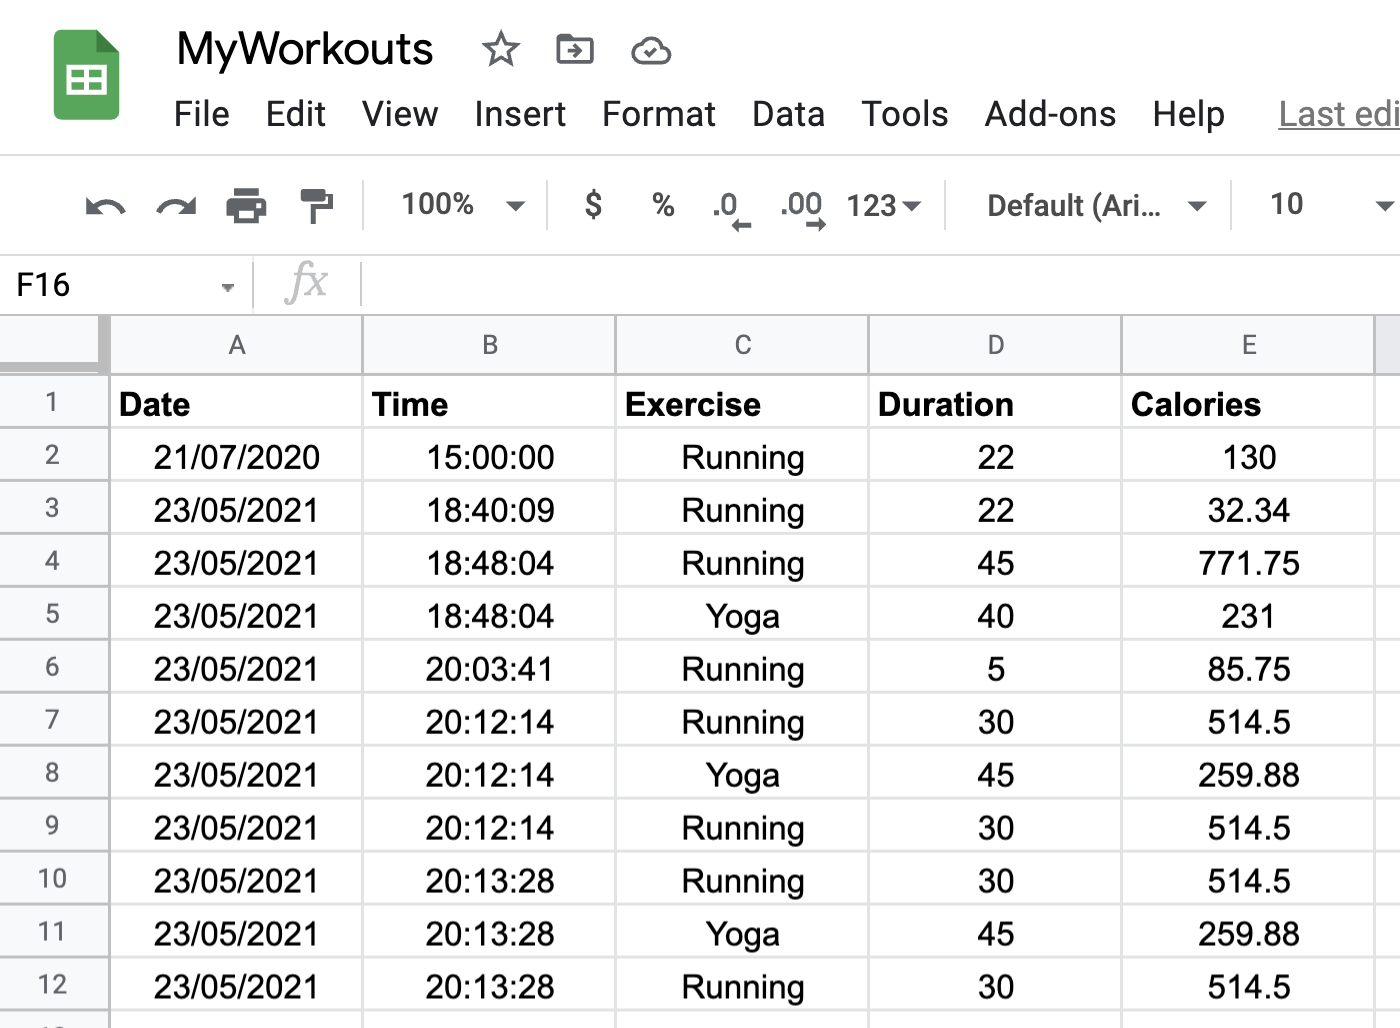 MyWorkouts
File Edit View Insert Format Data Tools Add-ons Help Last edi
100% $ % .0 .00 123 Default (Ari... 10
F16 fx
A B C D E
1 Date Time Exercise Duration Calories
2 21/07/2020 15:00:00 Running 22 130
3 23/05/2021 18:40:09 Running 22 32.34
4 23/05/2021 18:48:04 Running 45 771.75
5 23/05/2021 18:48:04 Yoga 40 231
6 23/05/2021 20:03:41 Running 5 85.75
7 23/05/2021 20:12:14 Running 30 514.5
8 23/05/2021 20:12:14 Yoga 45 259.88
9 23/05/2021 20:12:14 Running 30 514.5
10 23/05/2021 20:13:28 Running 30 514.5
11 23/05/2021 20:13:28 Yoga 45 259.88
12 23/05/2021 20:13:28 Running 30 514.5